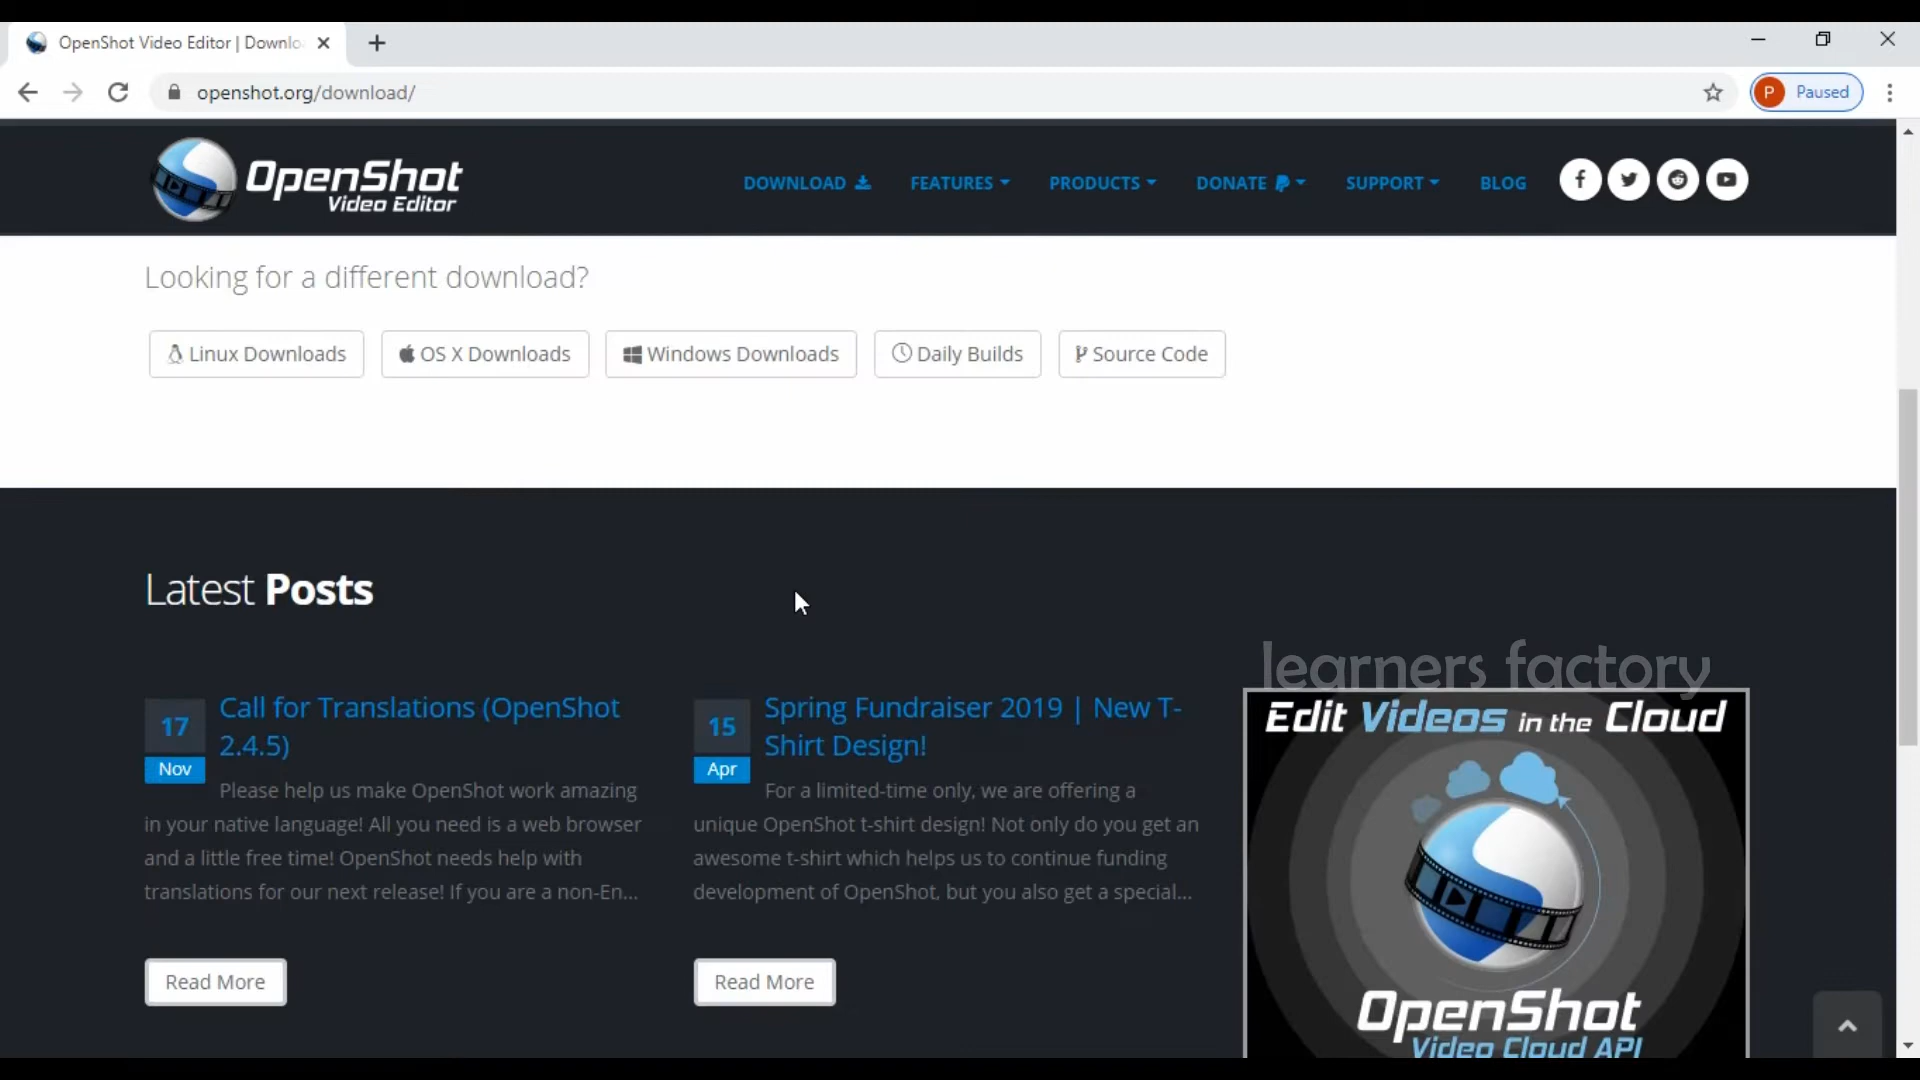 OpenShot Video Editor | Downlo
openshot.org/download/
P Paused
OpenShot
Video Editor
DOWNLOAD FEATURES PRODUCTS DONATE SUPPORT BLOG
Looking for a different download?
Linux Downloads OS X Downloads Windows Downloads Daily Builds Source Code
Latest Posts
learners factory
17
Nov
Call for Translations (OpenShot
2.4.5)
Please help us make OpenShot work amazing
in your native language! All you need is a web browser
and a little free time! OpenShot needs help with
translations for our next release! If you are a non-En...
Read More
15
Apr
Spring Fundraiser 2019 | New T-
Shirt Design!
For a limited-time only, we are offering a
unique OpenShot t-shirt design! Not only do you get an
awesome t-shirt which helps us to continue funding
development of OpenShot, but you also get a special...
Read More
Edit Videos in the Cloud
OpenShot
Video Cloud API